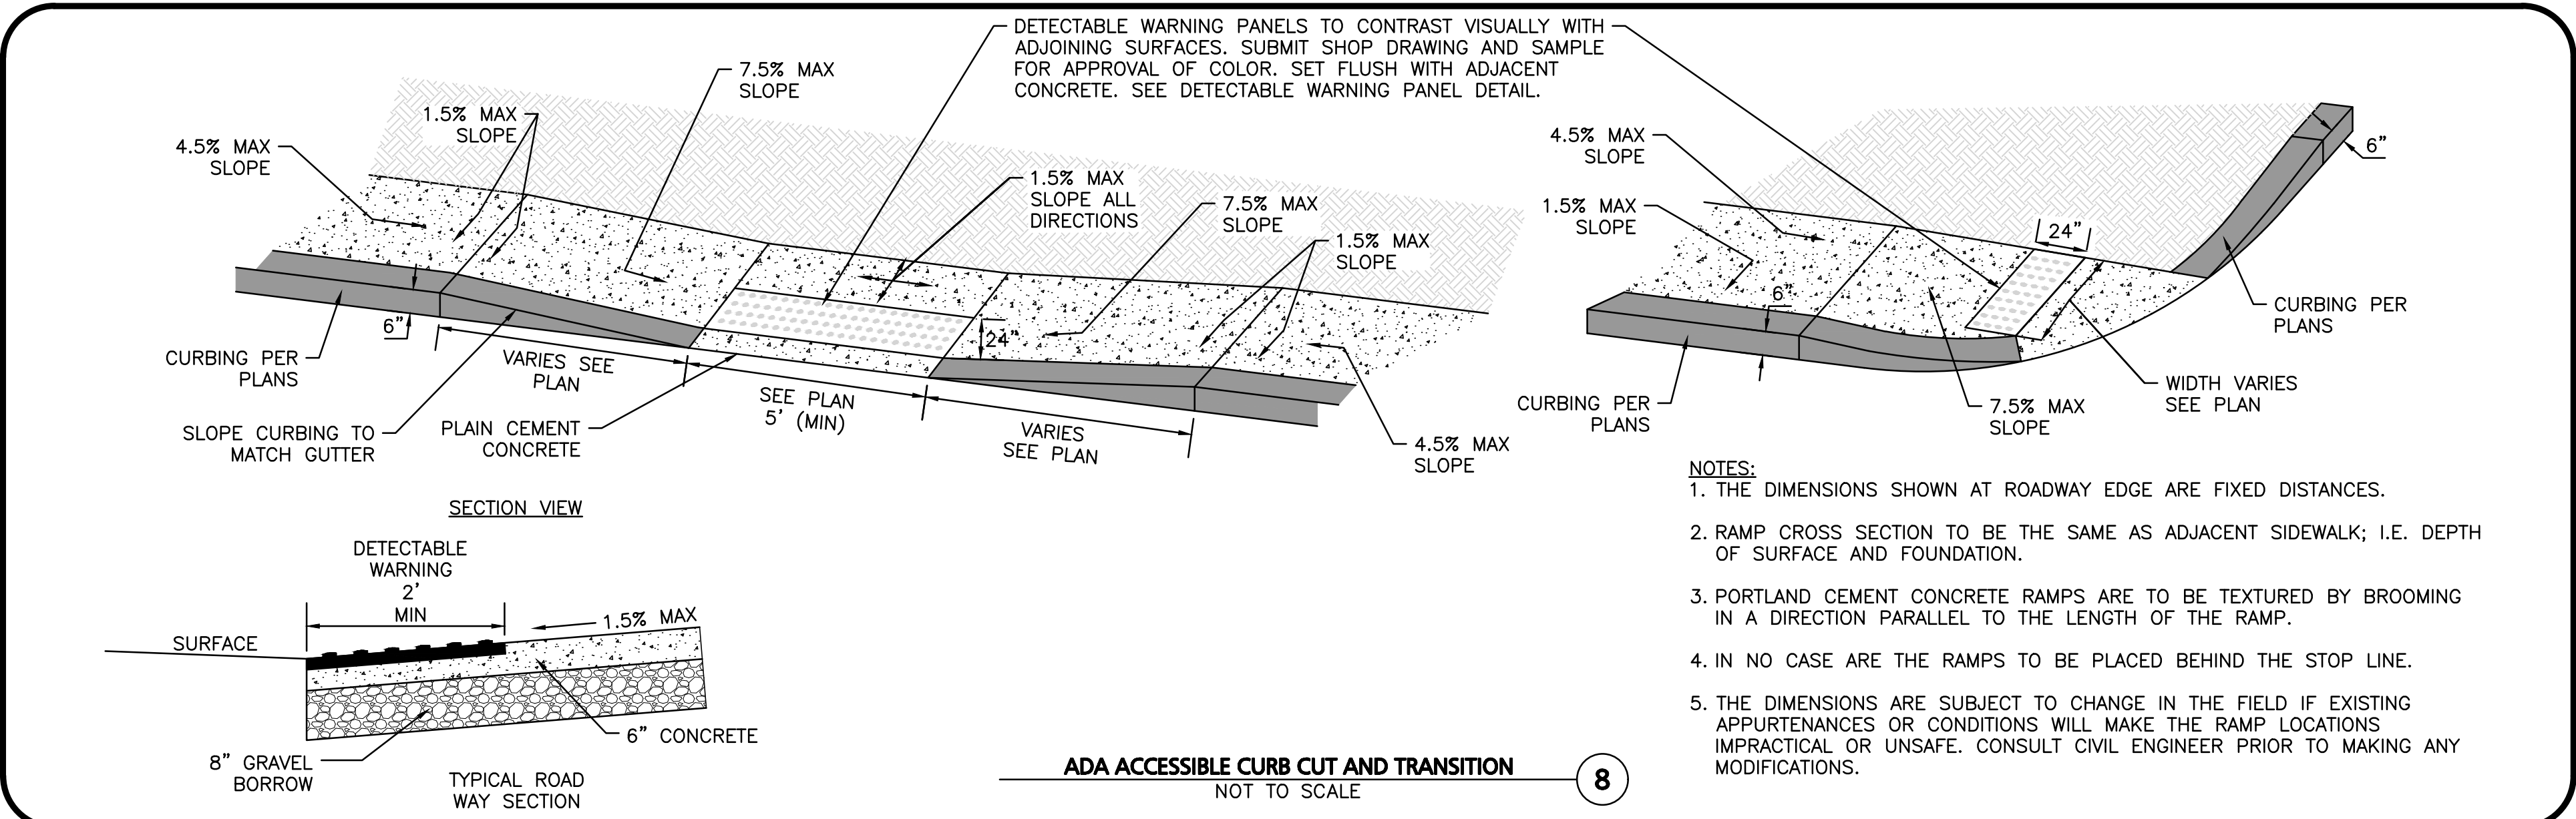 DETECTABLE WARNING PANELS TO CONTRAST VISUALLY WITH
ADJOINING SURFACES. SUBMIT SHOP DRAWING AND SAMPLE
FOR APPROVAL OF COLOR. SET FLUSH WITH ADJACENT
CONCRETE. SEE DETECTABLE WARNING PANEL DETAIL.
7.5% MAX
SLOPE
1.5% MAX
SLOPE
4.5% MAX
SLOPE
1.5% MAX
SLOPE ALL
DIRECTIONS
7.5% MAX
SLOPE
1.5% MAX
SLOPE
24"
6"
CURBING PER
PLANS
VARIES SEE
PLAN
SEE PLAN
5' (MIN)
VARIES
SEE PLAN
SLOPE CURBING TO
MATCH GUTTER
PLAIN CEMENT
CONCRETE
4.5% MAX
SLOPE
4.5% MAX
SLOPE
6"
1.5% MAX
SLOPE
24"
6"
CURBING PER
PLANS
WIDTH VARIES
SEE PLAN
CURBING PER
PLANS
7.5% MAX
SLOPE
SECTION VIEW
DETECTABLE
WARNING
2'
MIN
1.5% MAX
SURFACE
6" CONCRETE
8" GRAVEL
BORROW
TYPICAL ROAD
WAY SECTION
NOTES:
1. THE DIMENSIONS SHOWN AT ROADWAY EDGE ARE FIXED DISTANCES.
2. RAMP CROSS SECTION TO BE THE SAME AS ADJACENT SIDEWALK; I.E. DEPTH
OF SURFACE AND FOUNDATION.
3. PORTLAND CEMENT CONCRETE RAMPS ARE TO BE TEXTURED BY BROOMING
IN A DIRECTION PARALLEL TO THE LENGTH OF THE RAMP.
4. IN NO CASE ARE THE RAMPS TO BE PLACED BEHIND THE STOP LINE.
5. THE DIMENSIONS ARE SUBJECT TO CHANGE IN THE FIELD IF EXISTING
APPURTENANCES OR CONDITIONS WILL MAKE THE RAMP LOCATIONS
IMPRACTICAL OR UNSAFE. CONSULT CIVIL ENGINEER PRIOR TO MAKING ANY
MODIFICATIONS.
ADA ACCESSIBLE CURB CUT AND TRANSITION
NOT TO SCALE
8